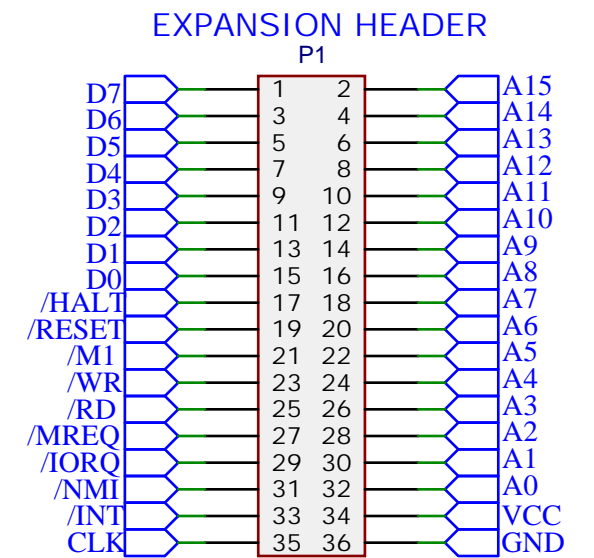 EXPANSION HEADER
P1
D7 1 2 A15
D6 3 4 A14
D5 5 6 A13
D4 7 8 A12
D3 9 10 A11
D2 11 12 A10
D1 13 14 A9
D0 15 16 A8
/HALT 17 18 A7
/RESET 19 20 A6
/M1 21 22 A5
/WR 23 24 A4
/RD 25 26 A3
/MREQ 27 28 A2
/IORQ 29 30 A1
/NMI 31 32 A0
/INT 33 34 VCC
CLK 35 36 GND